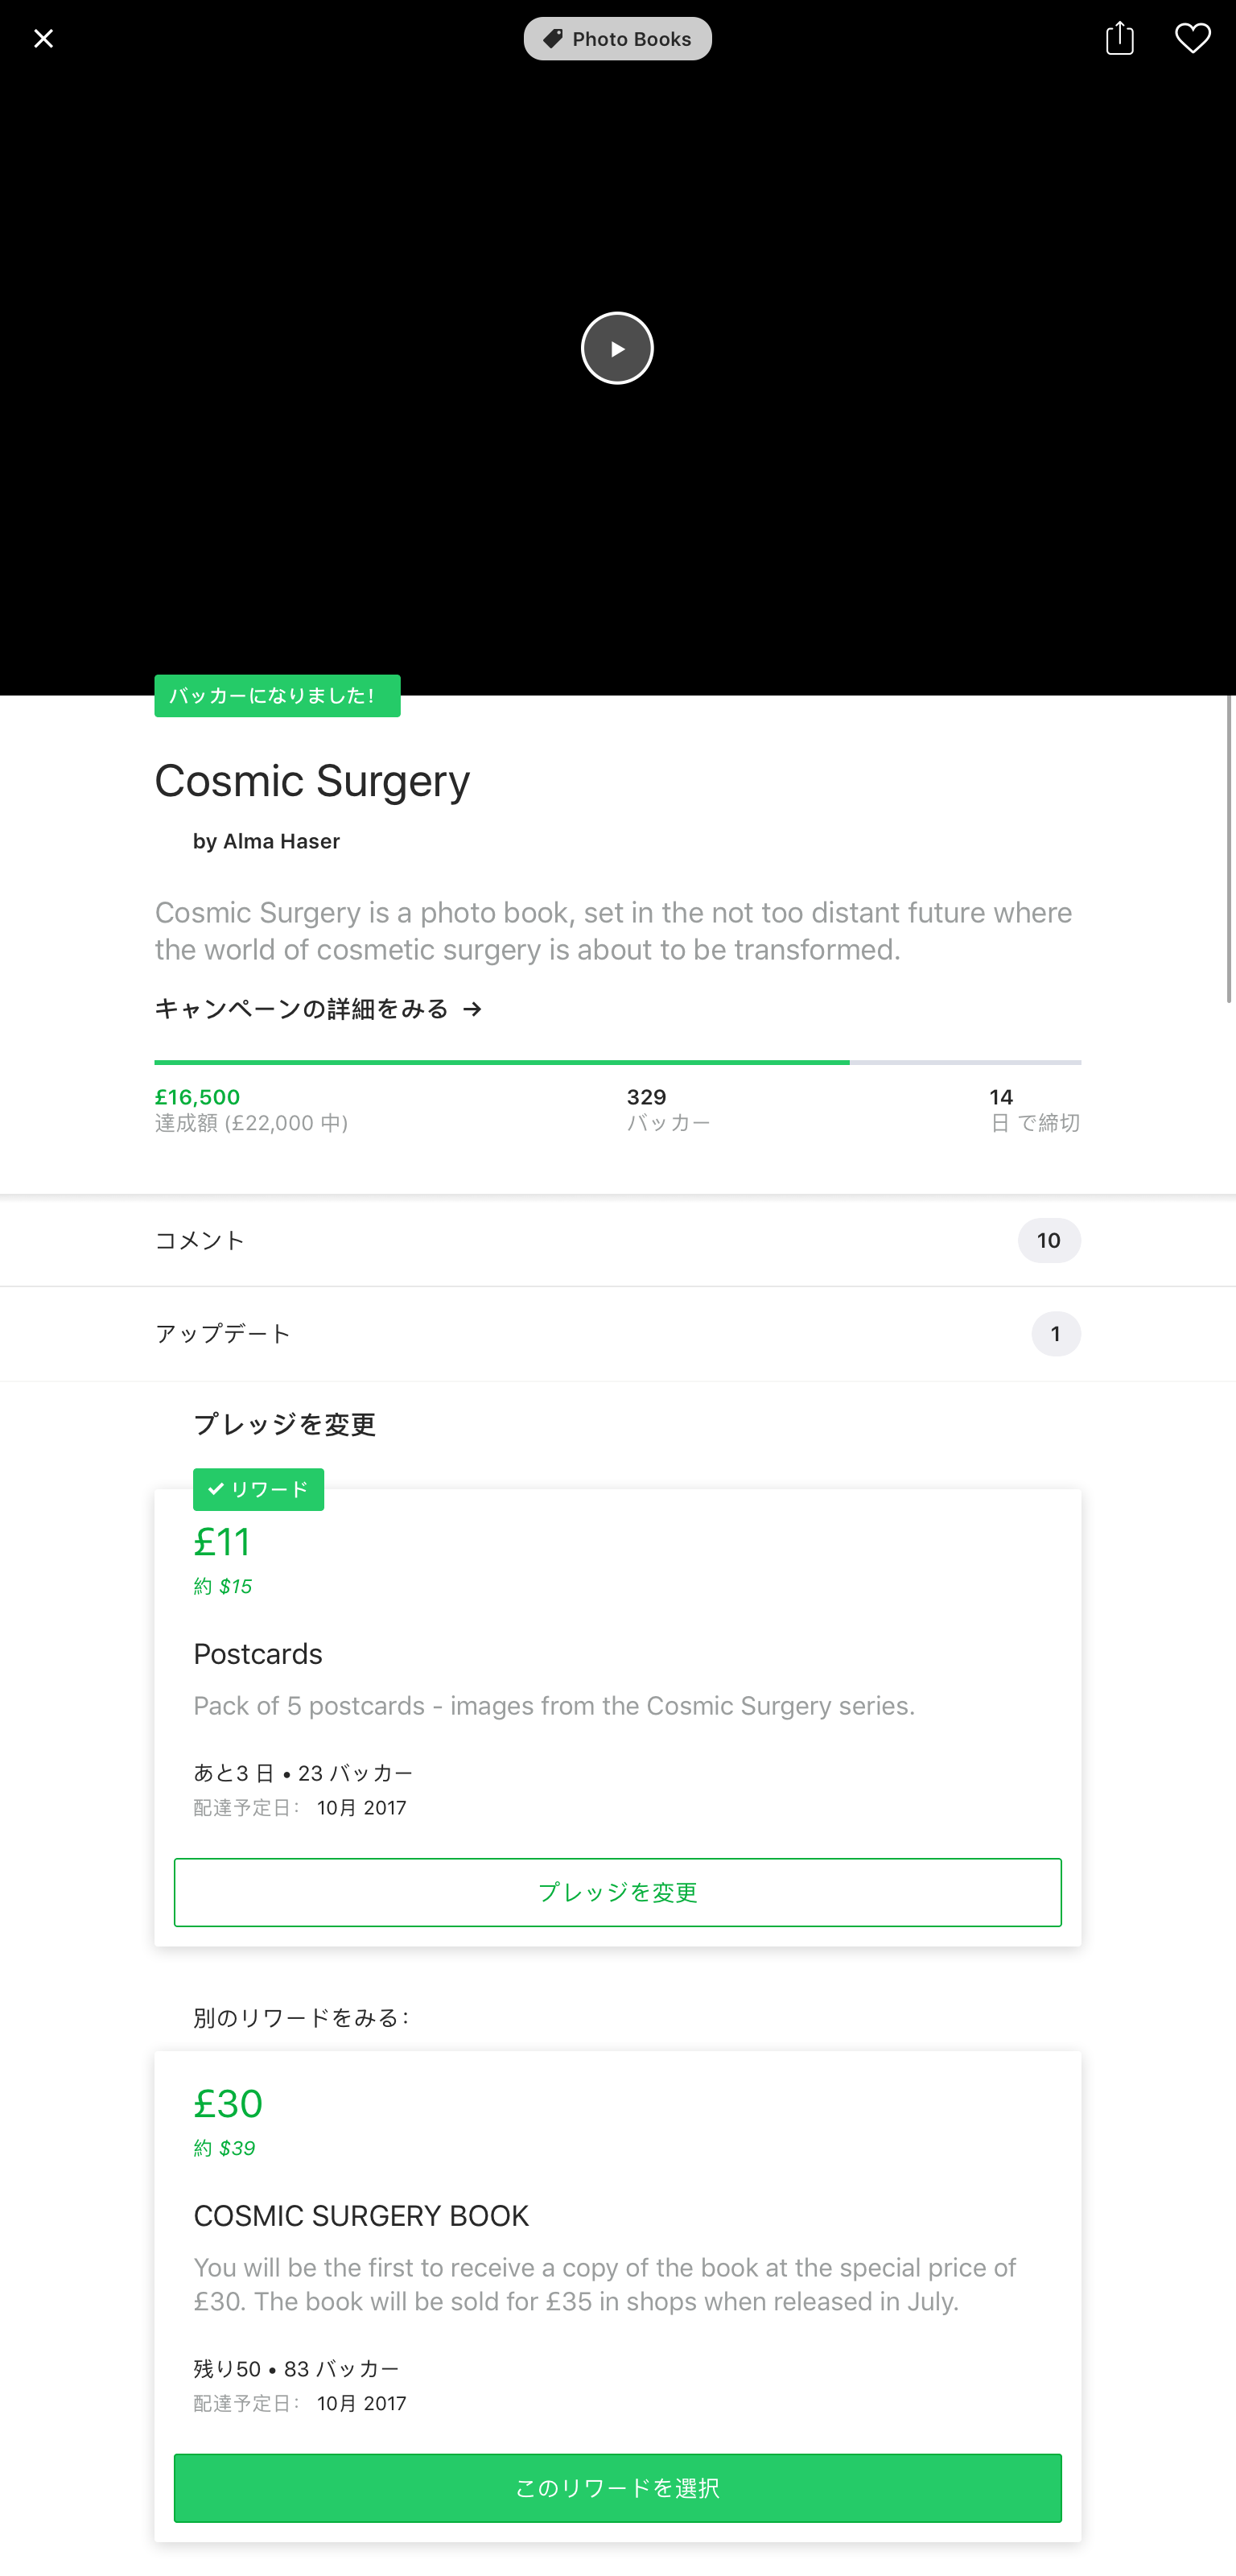 Photo Books
バッカーになりました！
Cosmic Surgery
by Alma Haser
Cosmic Surgery is a photo book, set in the not too distant future where
the world of cosmetic surgery is about to be transformed.
キャンペーンの詳細をみる →
£16,500
達成額 (£22,000 中)
329
バッカー
14
日 で締切
コメント
10
アップデート
1
プレッジを変更
リワード
£11
約 $15
Postcards
Pack of 5 postcards - images from the Cosmic Surgery series.
あと3 日 • 23 バッカー
配達予定日： 10月 2017
プレッジを変更
別のリワードをみる：
£30
約 $39
COSMIC SURGERY BOOK
You will be the first to receive a copy of the book at the special price of
£30. The book will be sold for £35 in shops when released in July.
残り50 • 83 バッカー
配達予定日： 10月 2017
このリワードを選択